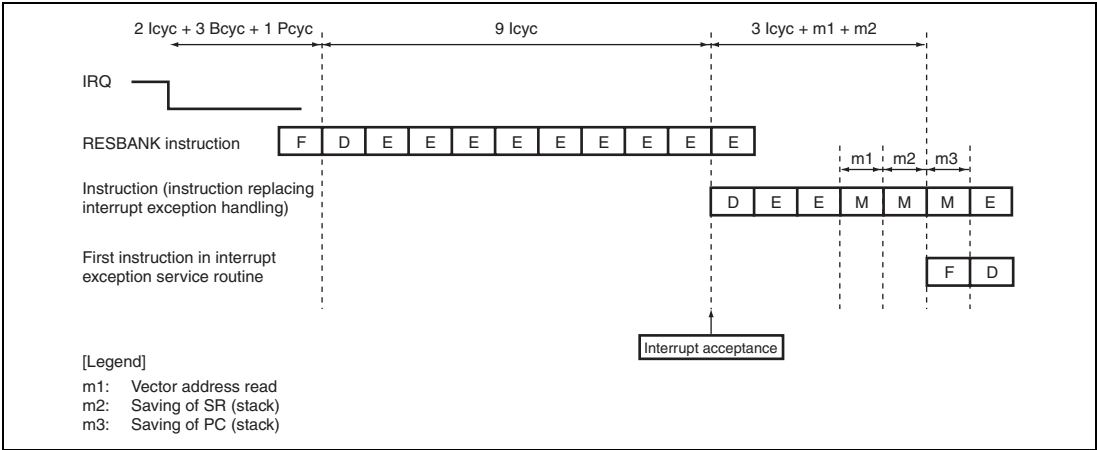 2 Icyc + 3 Bcyc + 1 Pcyc 9 Icyc 3 Icyc + m1 + m2
IRQ
RESBANK instruction F D E E E E E E E E E
m1 m2 m3
Instruction (instruction replacing
interrupt exception handling) D E E M M M E
First instruction in interrupt
exception service routine F D
Interrupt acceptance
[Legend]
m1: Vector address read
m2: Saving of SR (stack)
m3: Saving of PC (stack)